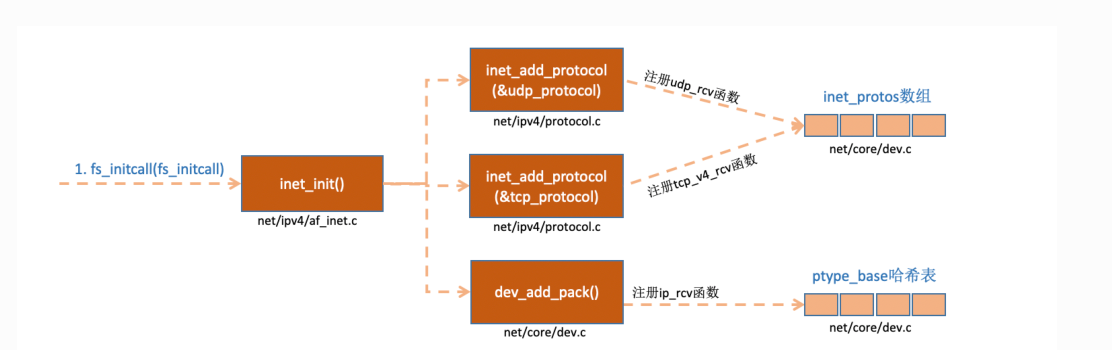 1. fs_initcall(fs_initcall)
inet_init()
net/ipv4/af_inet.c
inet_add_protocol
(&udp_protocol)
net/ipv4/protocol.c
注册udp_rcv函数
inet_protos数组
net/core/dev.c
inet_add_protocol
(&tcp_protocol)
net/ipv4/protocol.c
注册tcp_v4_rcv函数
dev_add_pack()
net/core/dev.c
注册ip_rcv函数
ptype_base哈希表
net/core/dev.c